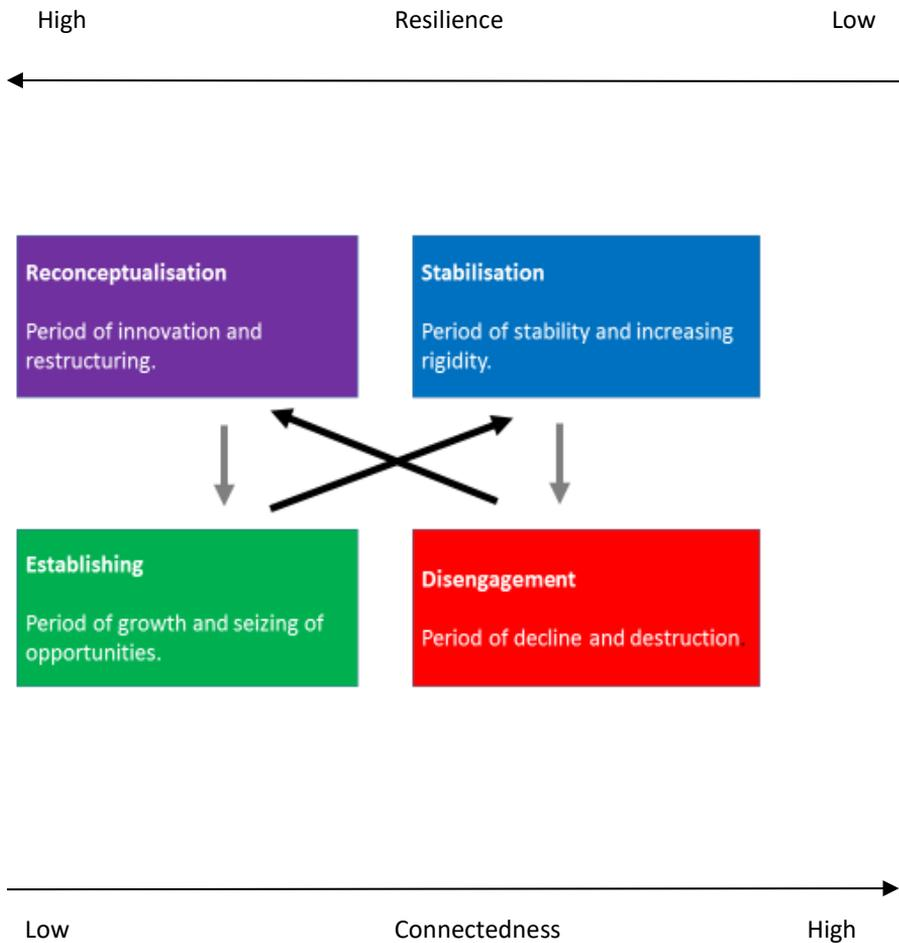 High Resilience Low
Reconceptualisation
Period of innovation and
restructuring.
Stabilisation
Period of stability and increasing
rigidity.
Establishing
Period of growth and seizing of
opportunities.
Disengagement
Period of decline and destruction.
Low Connectedness High